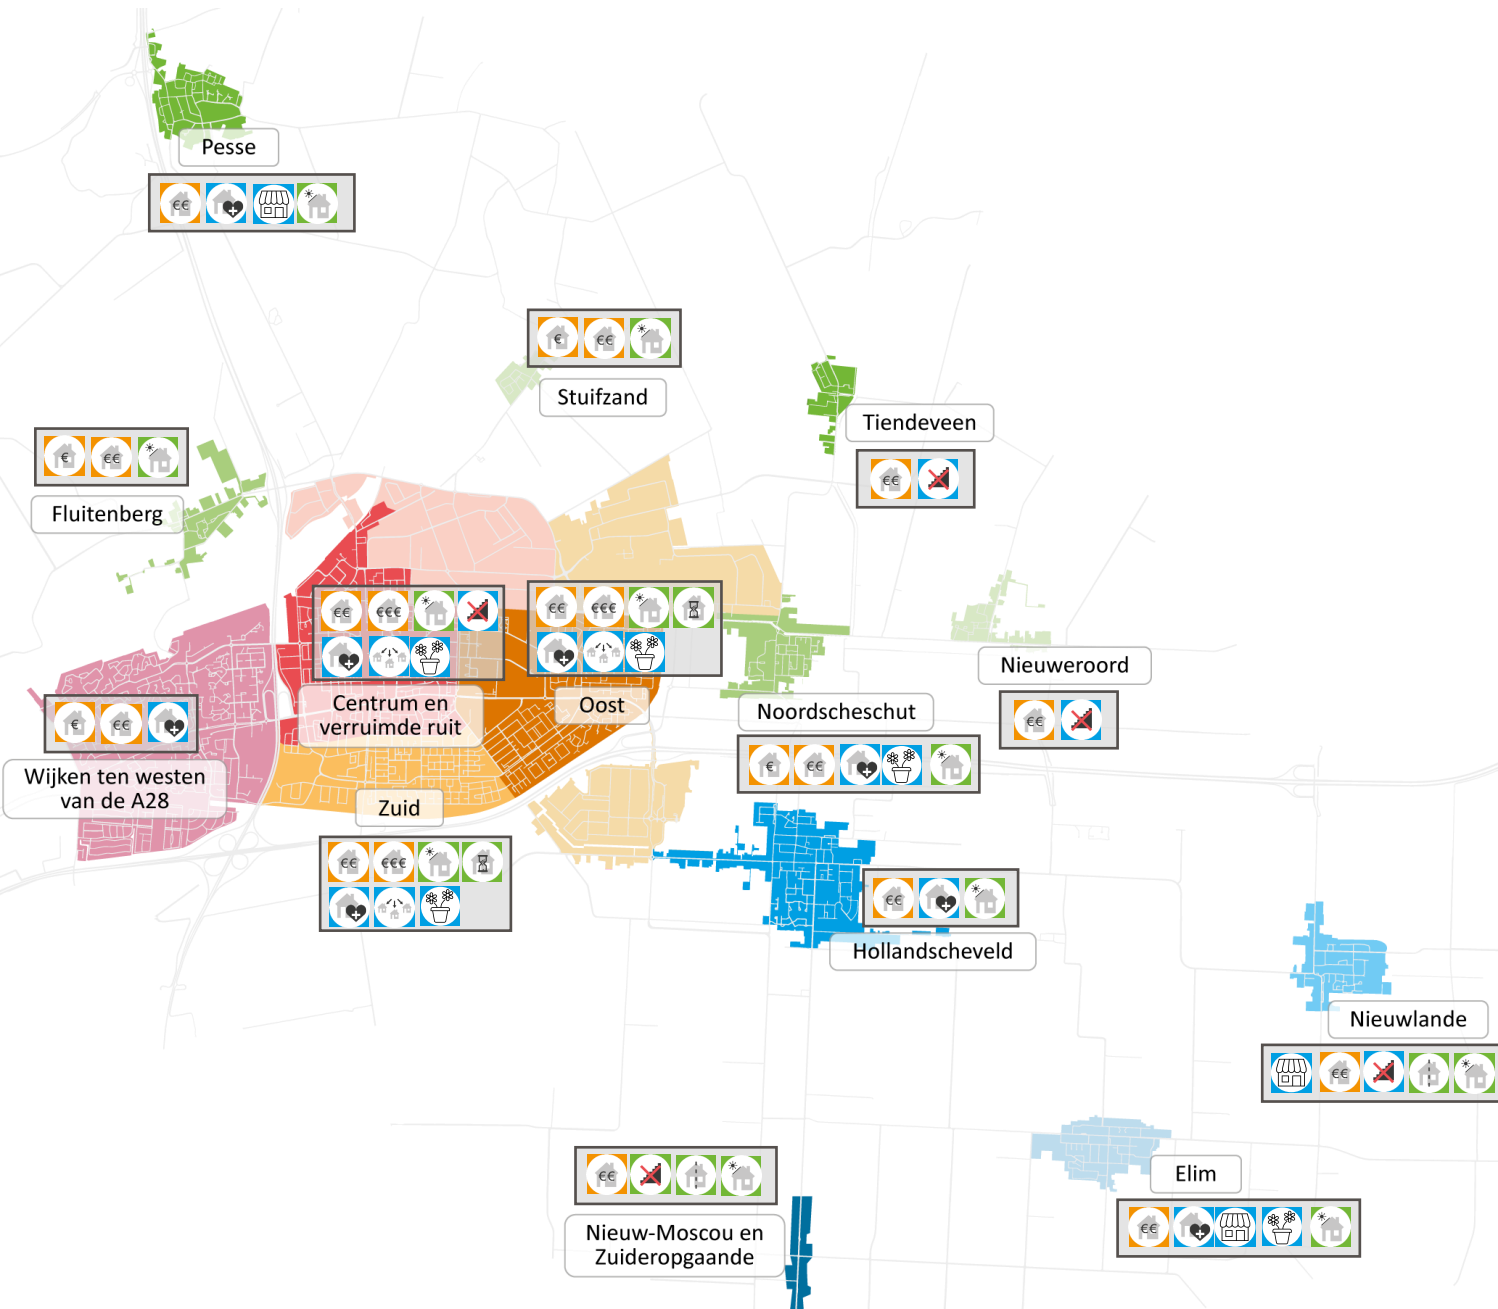 Pesse
€€
€ €€
Stuifzand
Tiendeveen
€€
€ €€
Fluitenberg
€€ €€€
€€ €€€
Centrum en
verruimde ruit
Oost
Nieuweroord
€€
Noordscheschut
€ €€
€ €€
Wijken ten westen
van de A28
Zuid
€€ €€€
€€
Hollandscheveld
Nieuwlande
€€
€€
Nieuw-Moscou en
Zuideropgaande
Elim
€€